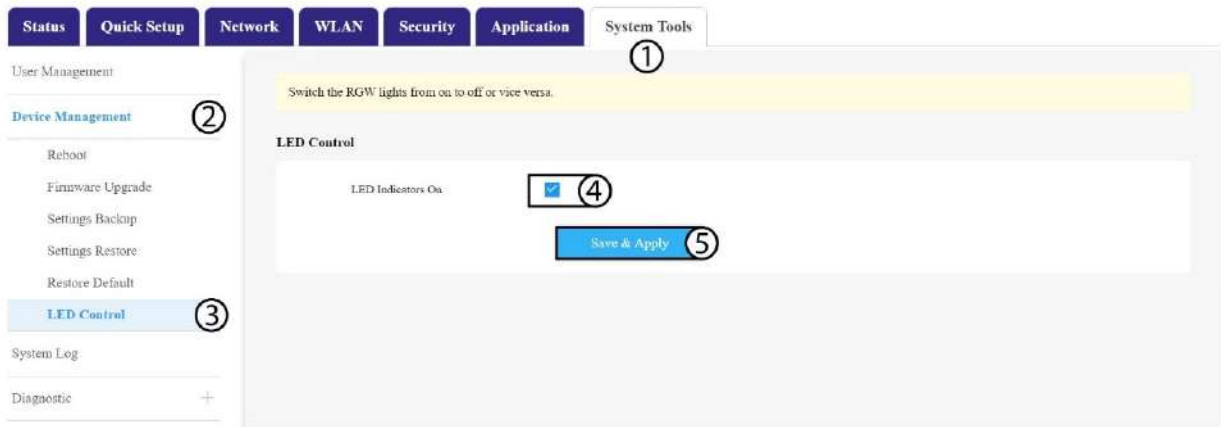 Status Quick Setup Network WLAN Security Application System Tools
①
User Management
Switch the RGW lights from on to off or vice versa.
Device Management ②
LED Control
Reboot
Firmware Upgrade
LED Indicators On ④
Settings Backup
Save & Apply ⑤
Settings Restore
Restore Default
LED Control ③
System Log
Diagnostic +